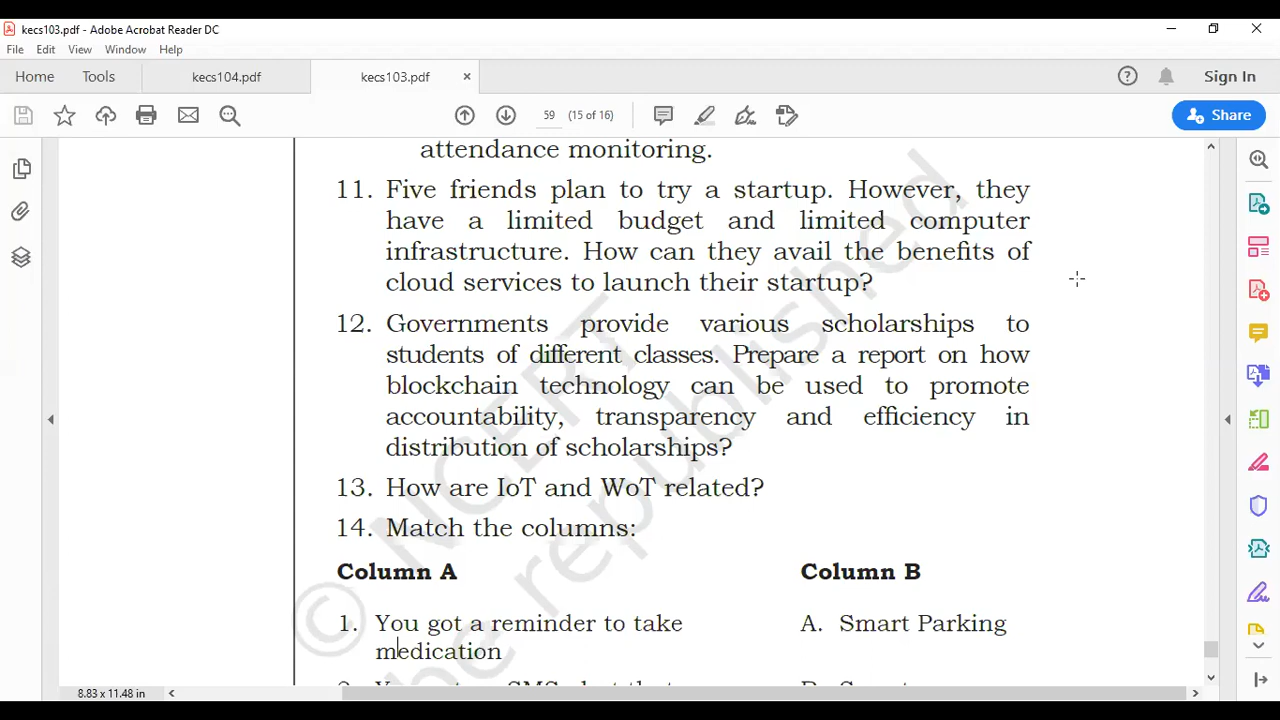 kecs103.pdf - Adobe Acrobat Reader DC
File Edit View Window Help
Home Tools kecs104.pdf kecs103.pdf ×
59 (15 of 16)
Sign In
Share
attendance monitoring.
11. Five friends plan to try a startup. However, they
have a limited budget and limited computer
infrastructure. How can they avail the benefits of
cloud services to launch their startup?
12. Governments provide various scholarships to
students of different classes. Prepare a report on how
blockchain technology can be used to promote
accountability, transparency and efficiency in
distribution of scholarships?
13. How are IoT and WoT related?
14. Match the columns:
Column A Column B
1. You got a reminder to take A. Smart Parking
medication
© NCERT
be republished
8.83 x 11.48 in